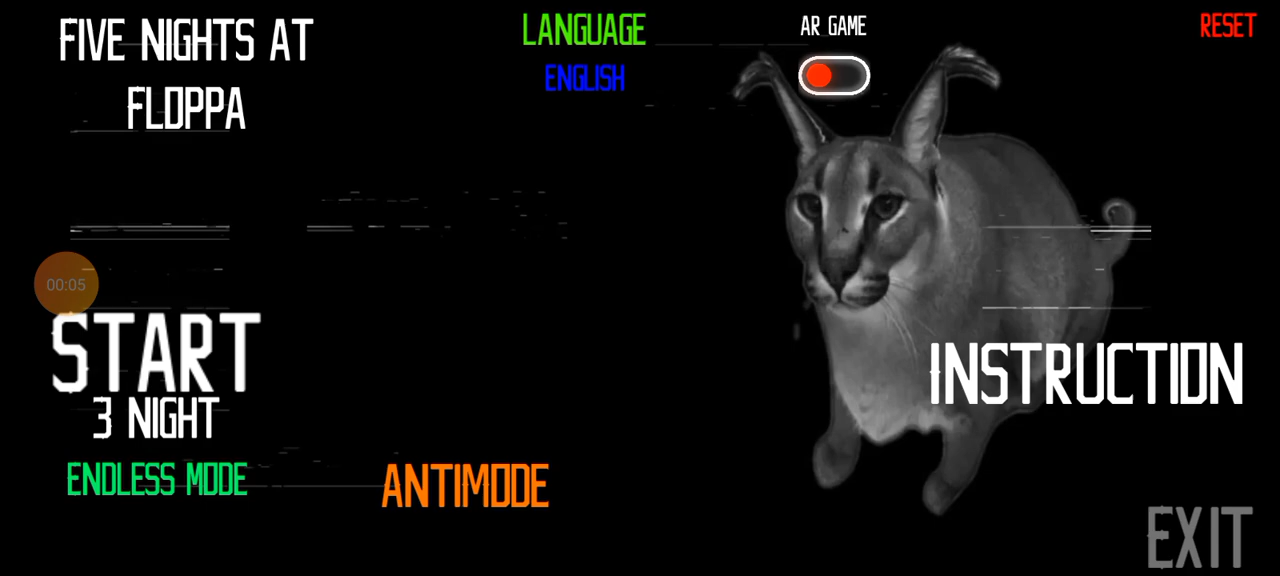 FIVE NIGHTS AT
FLOPPA
LANGUAGE
ENGLISH
AR GAME
RESET
00:05
START
3 NIGHT
ENDLESS MODE
ANTIMODE
INSTRUCTION
EXIT